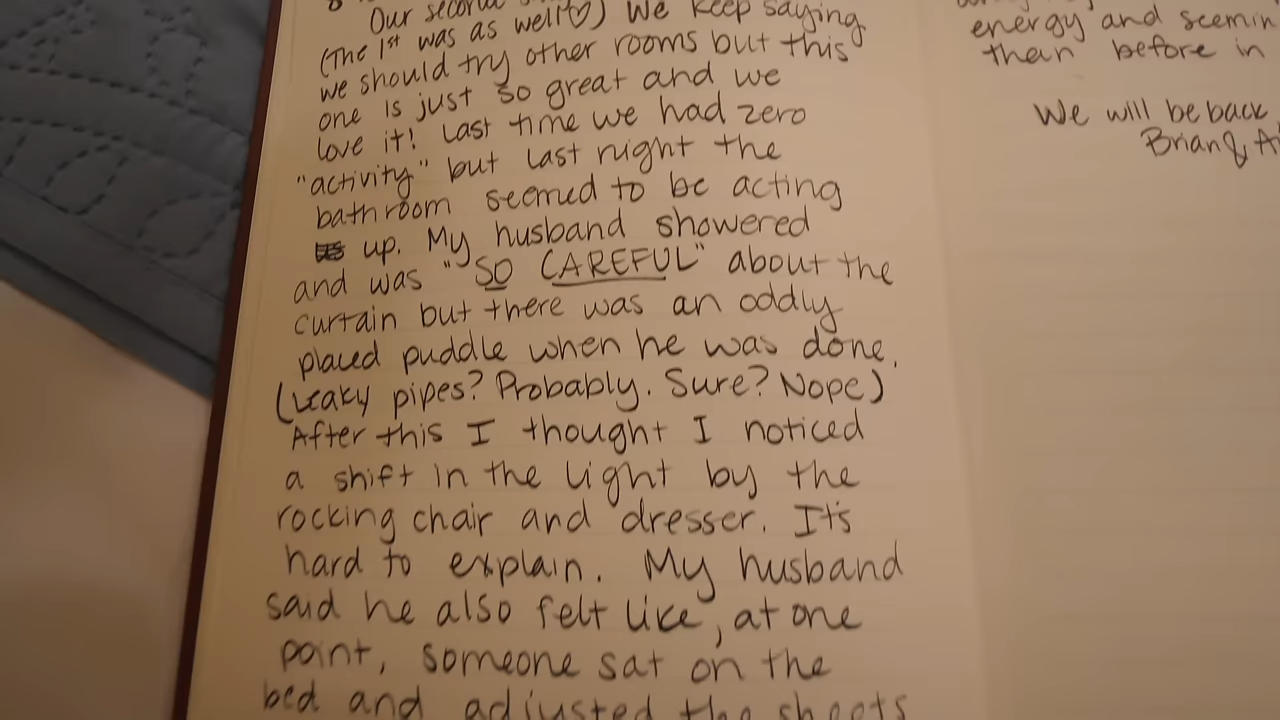 Our second
(The 1st was as well♡) We keep saying
we should try other rooms but this
one is just so great and we
love it! Last time we had zero
"activity" but last night the
bathroom seemed to be acting
up. My husband showered
and was "SO CAREFUL" about the
curtain but there was an oddly
placed puddle when he was done.
(Leaky pipes? Probably. Sure? Nope)
After this I thought I noticed
a shift in the light by the
rocking chair and dresser. It's
hard to explain. My husband
said he also felt like, at one
point, someone sat on the
bed and adjusted the sheets
energy and seemin
than before in
We will be back
Brian &